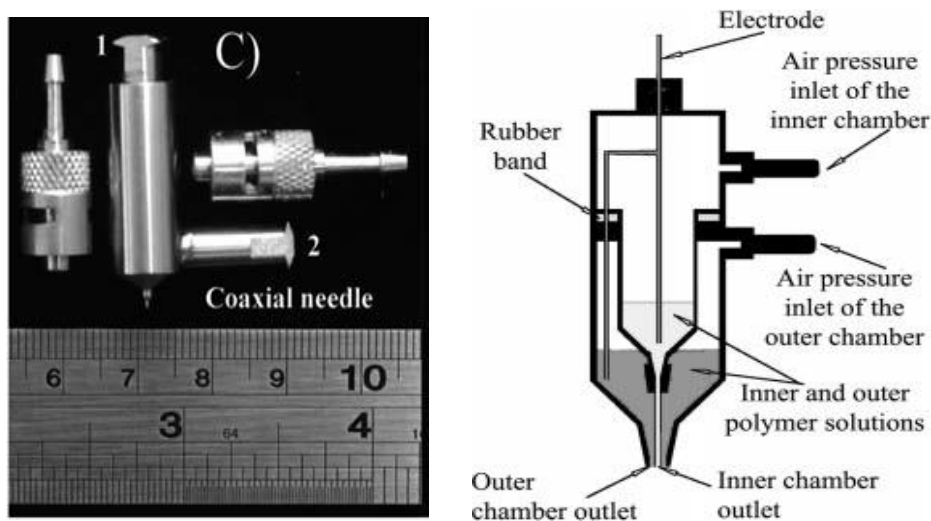 1
C)
2
Coaxial needle
6 7 8 9 10
3 64 4
Electrode
Air pressure
inlet of the
inner chamber
Rubber
band
Air pressure
inlet of the
outer chamber
Inner and outer
polymer solutions
Outer
chamber outlet
Inner chamber
outlet